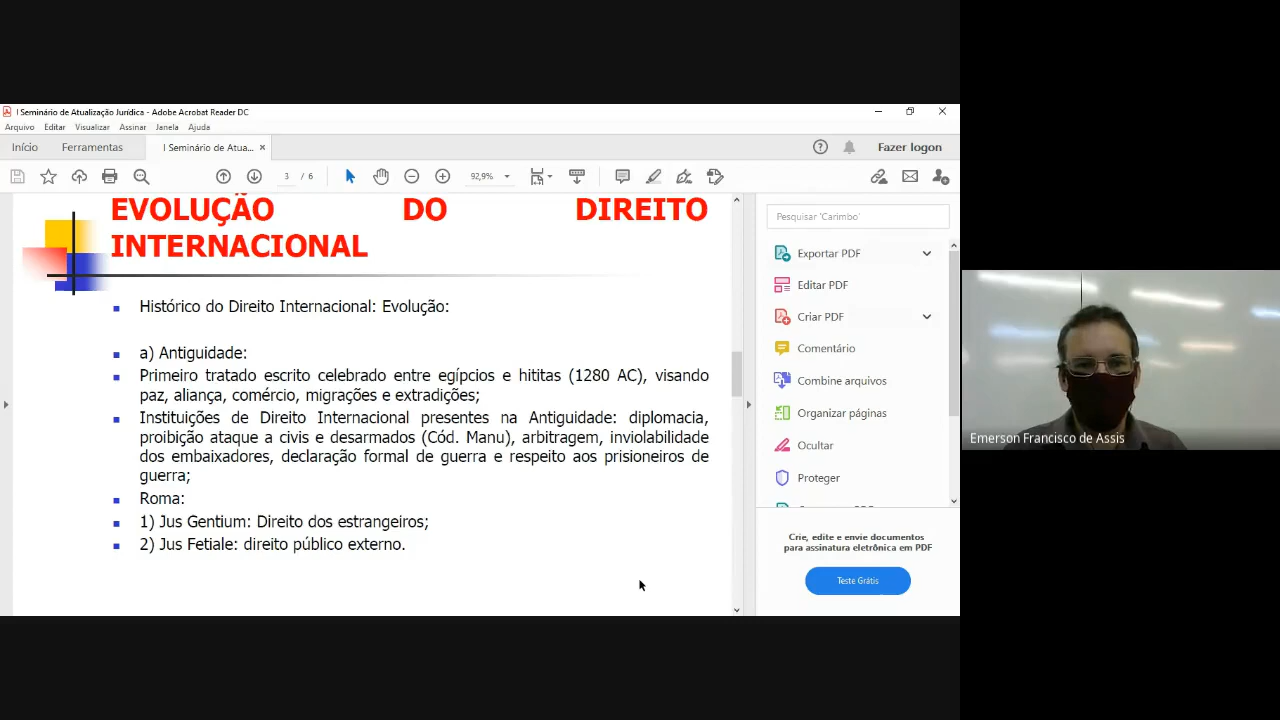 I Seminário de Atualização Jurídica - Adobe Acrobat Reader DC
Arquivo Editar Visualizar Assinar Janela Ajuda
Início Ferramentas I Seminário de Atua... × Fazer logon
3 / 6 92,9%
EVOLUÇÃO DO DIREITO
INTERNACIONAL
Histórico do Direito Internacional: Evolução:
a) Antiguidade:
Primeiro tratado escrito celebrado entre egípcios e hititas (1280 AC), visando
paz, aliança, comércio, migrações e extradições;
Instituições de Direito Internacional presentes na Antiguidade: diplomacia,
proibição ataque a civis e desarmados (Cód. Manu), arbitragem, inviolabilidade
dos embaixadores, declaração formal de guerra e respeito aos prisioneiros de
guerra;
Roma:
1) Jus Gentium: Direito dos estrangeiros;
2) Jus Fetiale: direito público externo.
Pesquisar 'Carimbo'
Exportar PDF
Editar PDF
Criar PDF
Comentário
Combine arquivos
Organizar páginas
Ocultar
Proteger
Crie, edite e envie documentos
para assinatura eletrônica em PDF
Teste Grátis
Emerson Francisco de Assis